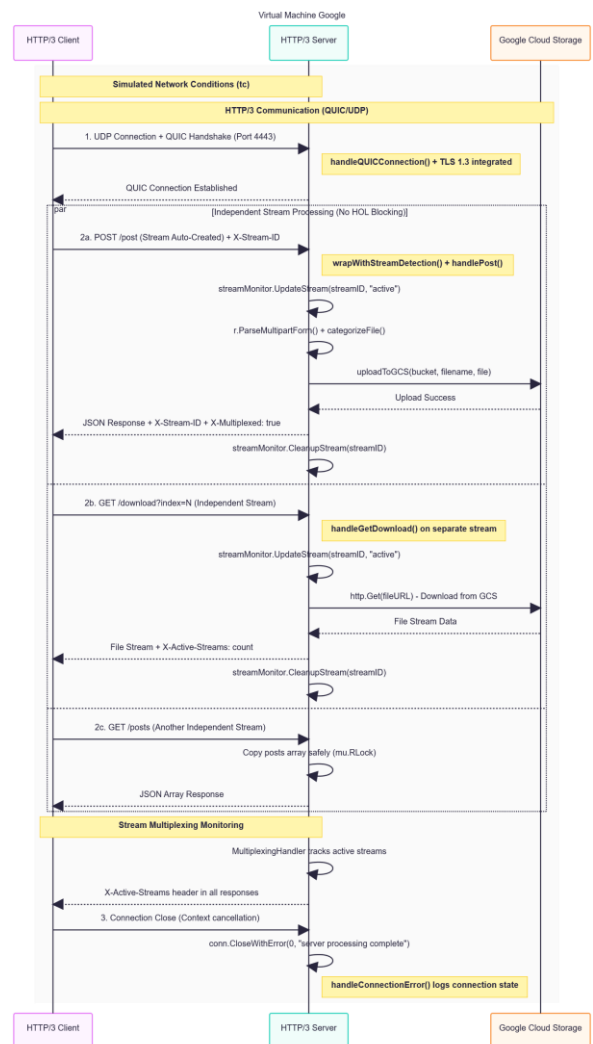 Virtual Machine Google
HTTP/3 Client
HTTP/3 Server
Google Cloud Storage
Simulated Network Conditions (tc)
HTTP/3 Communication (QUIC/UDP)
1. UDP Connection + QUIC Handshake (Port 4443)
handleQUICConnection() + TLS 1.3 integrated
QUIC Connection Established
par
[Independent Stream Processing (No HOL Blocking)]
2a. POST /post (Stream Auto-Created) + X-Stream-ID
wrapWithStreamDetection() + handlePost()
streamMonitor.UpdateStream(streamID, "active")
r.ParseMultipartForm() + categorizeFile()
uploadToGCS(bucket, filename, file)
Upload Success
JSON Response + X-Stream-ID + X-Multiplexed: true
streamMonitor.CleanupStream(streamID)
2b. GET /download?index=N (Independent Stream)
handleGetDownload() on separate stream
streamMonitor.UpdateStream(streamID, "active")
http.Get(fileURL) - Download from GCS
File Stream Data
File Stream + X-Active-Streams: count
streamMonitor.CleanupStream(streamID)
2c. GET /posts (Another Independent Stream)
Copy posts array safely (mu.RLock)
JSON Array Response
Stream Multiplexing Monitoring
MultiplexingHandler tracks active streams
X-Active-Streams header in all responses
3. Connection Close (Context cancellation)
conn.CloseWithError(0, "server processing complete")
handleConnectionError() logs connection state
HTTP/3 Client
HTTP/3 Server
Google Cloud Storage